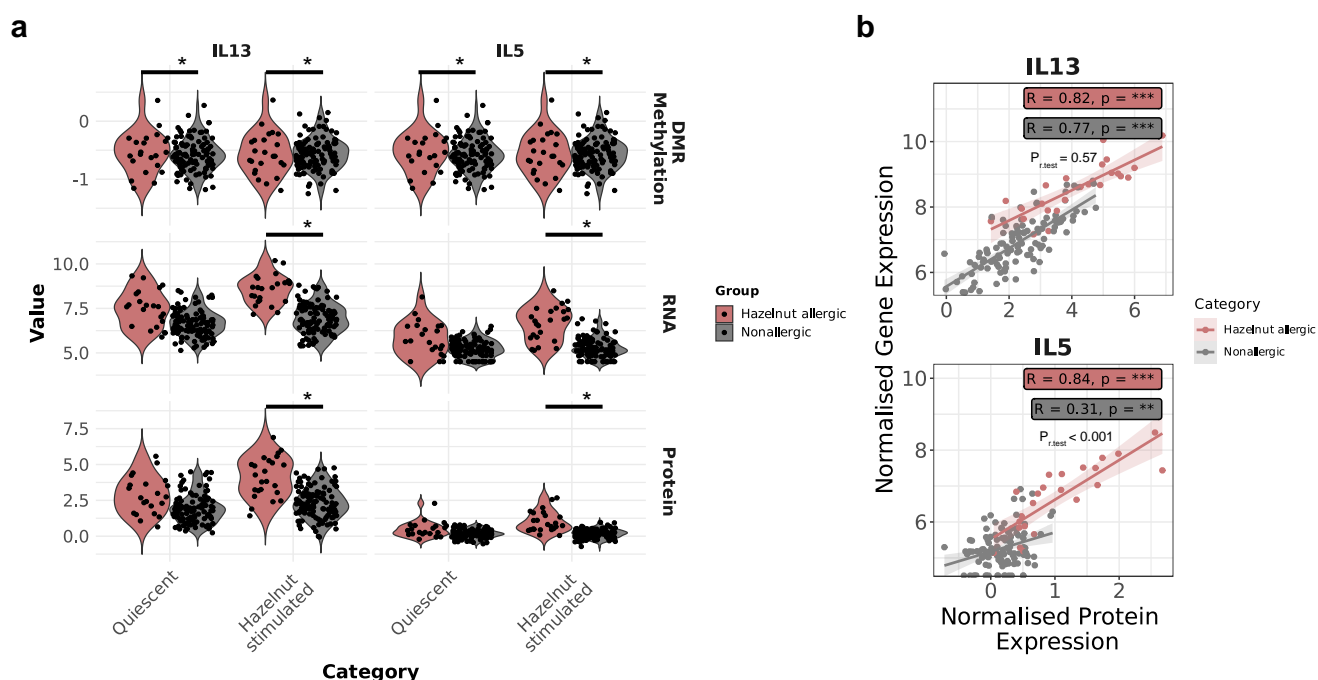 a
IL13
IL5
*
*
*
*
0
-1
DMR
Methylation
*
*
10.0
7.5
5.0
RNA
*
*
7.5
5.0
2.5
0.0
Protein
Value
Quiescent
Hazelnut
stimulated
Quiescent
Hazelnut
stimulated
Category
Group
Hazelnut allergic
Nonallergic
b
IL13
R = 0.82, p = ***
R = 0.77, p = ***
Pr.test = 0.57
10
8
6
0
2
4
6
IL5
R = 0.84, p = ***
R = 0.31, p = **
Pr.test < 0.001
10
8
6
0
1
2
Normalised Gene Expression
Normalised Protein
Expression
Category
Hazelnut allergic
Nonallergic